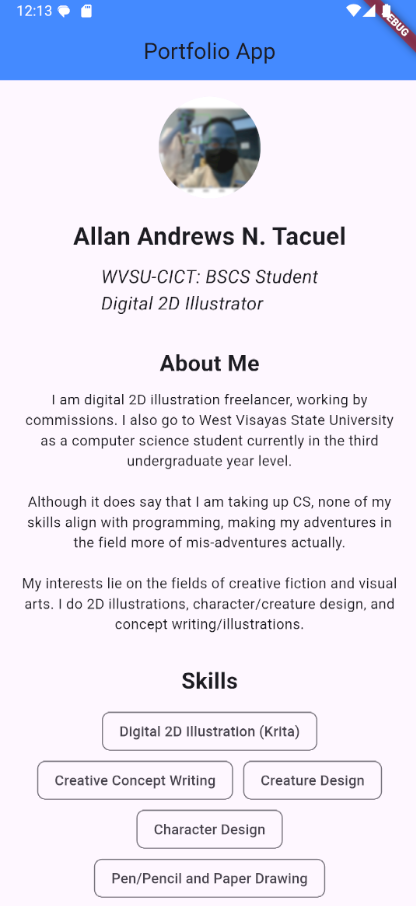 12:13
DEBUG
Portfolio App
Allan Andrews N. Tacuel
WVSU-CICT: BSCS Student
Digital 2D Illustrator
About Me
I am digital 2D illustration freelancer, working by
commissions. I also go to West Visayas State University
as a computer science student currently in the third
undergraduate year level.
Although it does say that I am taking up CS, none of my
skills align with programming, making my adventures in
the field more of mis-adventures actually.
My interests lie on the fields of creative fiction and visual
arts. I do 2D illustrations, character/creature design, and
concept writing/illustrations.
Skills
Digital 2D Illustration (Krita)
Creative Concept Writing
Creature Design
Character Design
Pen/Pencil and Paper Drawing